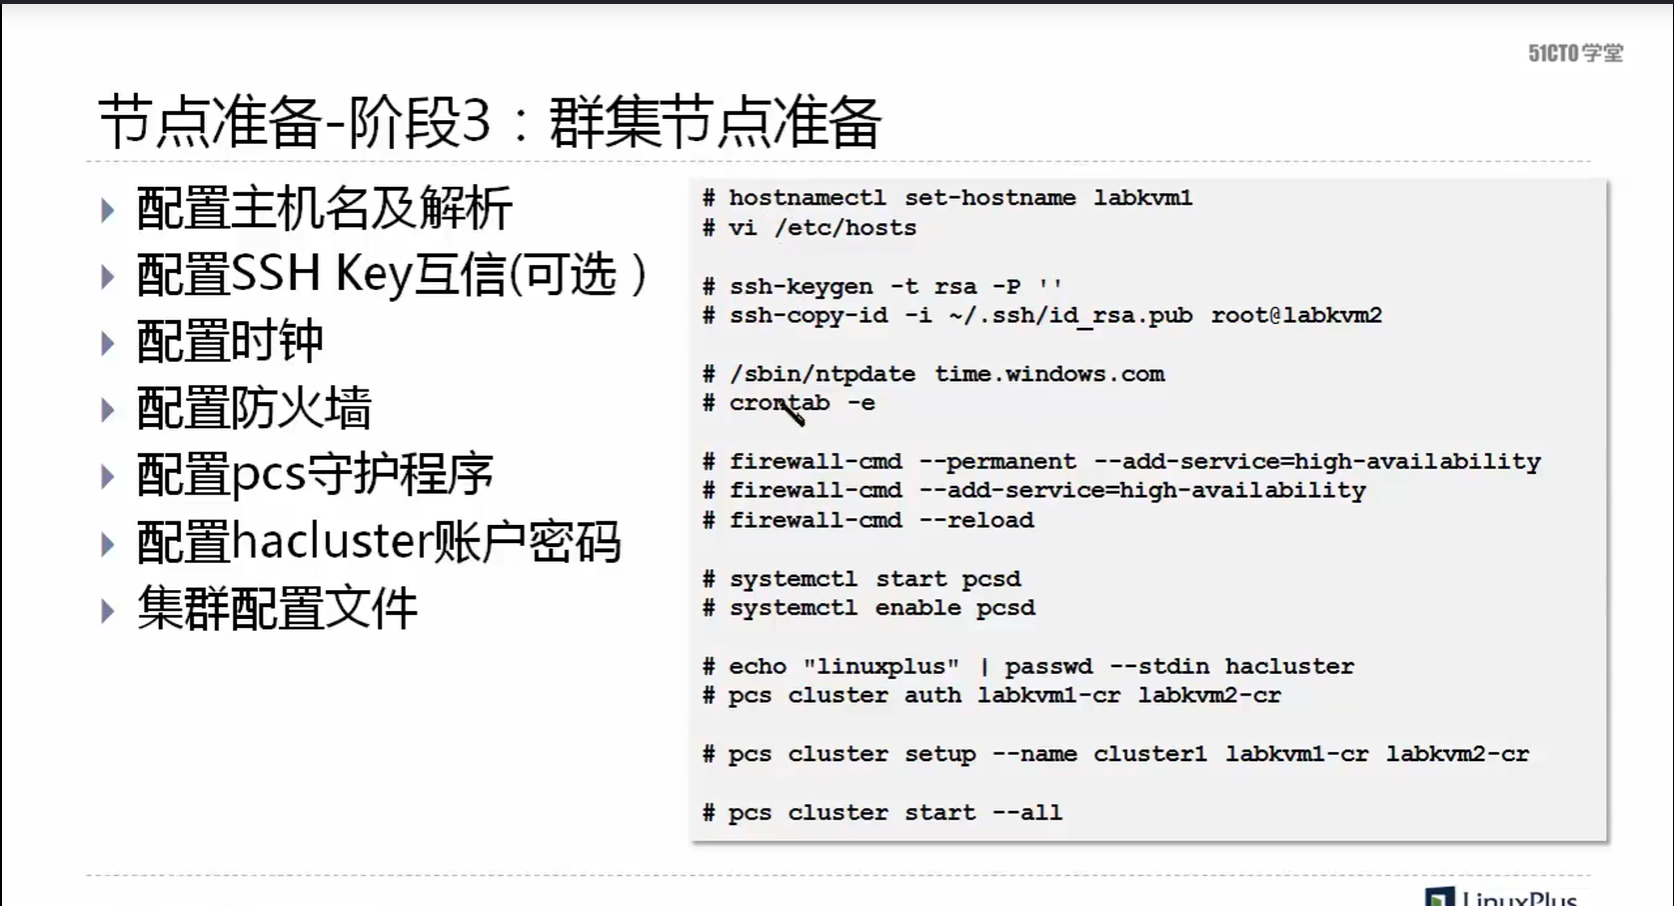 51CTO学堂
节点准备-阶段3：群集节点准备
配置主机名及解析
配置SSH Key互信(可选）
配置时钟
配置防火墙
配置pcs守护程序
配置hacluster账户密码
集群配置文件
# hostnamectl set-hostname labkvm1
# vi /etc/hosts
# ssh-keygen -t rsa -P ''
# ssh-copy-id -i ~/.ssh/id_rsa.pub root@labkvm2
# /sbin/ntpdate time.windows.com
# crontab -e
# firewall-cmd --permanent --add-service=high-availability
# firewall-cmd --add-service=high-availability
# firewall-cmd --reload
# systemctl start pcsd
# systemctl enable pcsd
# echo "linuxplus" | passwd --stdin hacluster
# pcs cluster auth labkvm1-cr labkvm2-cr
# pcs cluster setup --name cluster1 labkvm1-cr labkvm2-cr
# pcs cluster start --all
LinuxPlus